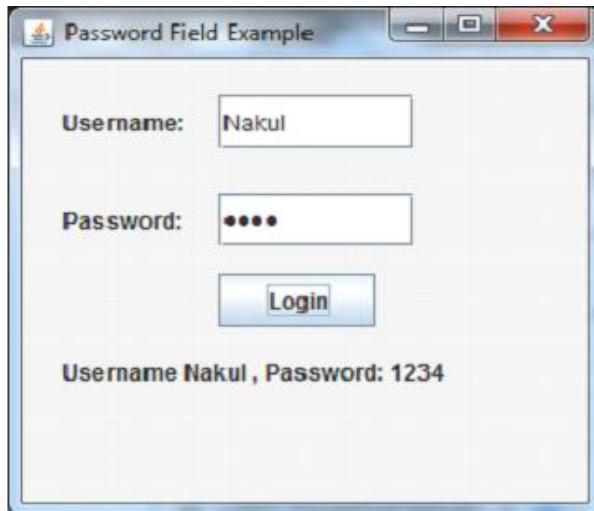 Password Field Example
Username: Nakul
Password: ••••
Login
Username Nakul , Password: 1234